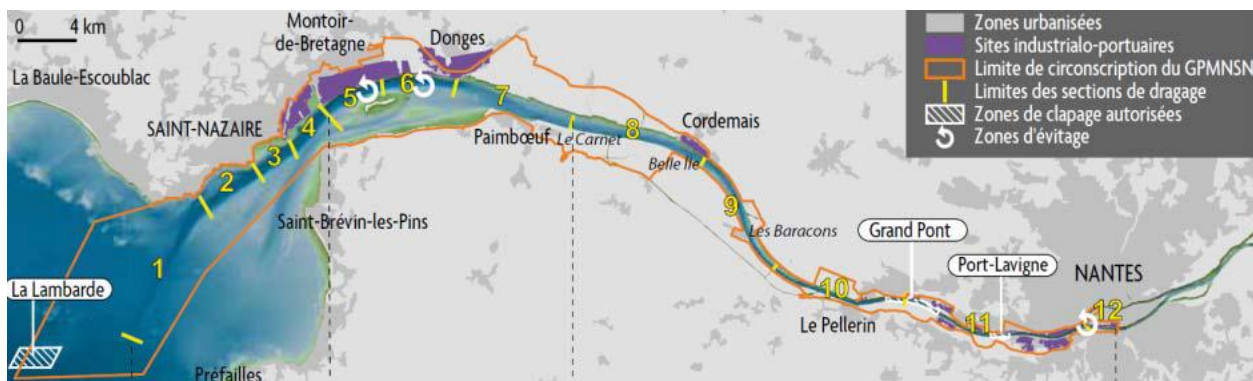 0 4 km
Montoir-
de-Bretagne
Donges
La Baule-Escoublac
SAINT-NAZAIRE
Zones urbanisées
Sites industrialo-portuaires
Limite de circonscription du GPMNSN
Limites des sections de dragage
Zones de clapage autorisées
Zones d'évitage
1
2
3
4
5
6
7
8
9
10
11
12
Paimbœuf
Le Carnet
Cordemais
Belle Ile
Saint-Brévin-les-Pins
Les Baracons
Grand Pont
Port-Lavigne
NANTES
Le Pellerin
La Lambarde
Préfailles